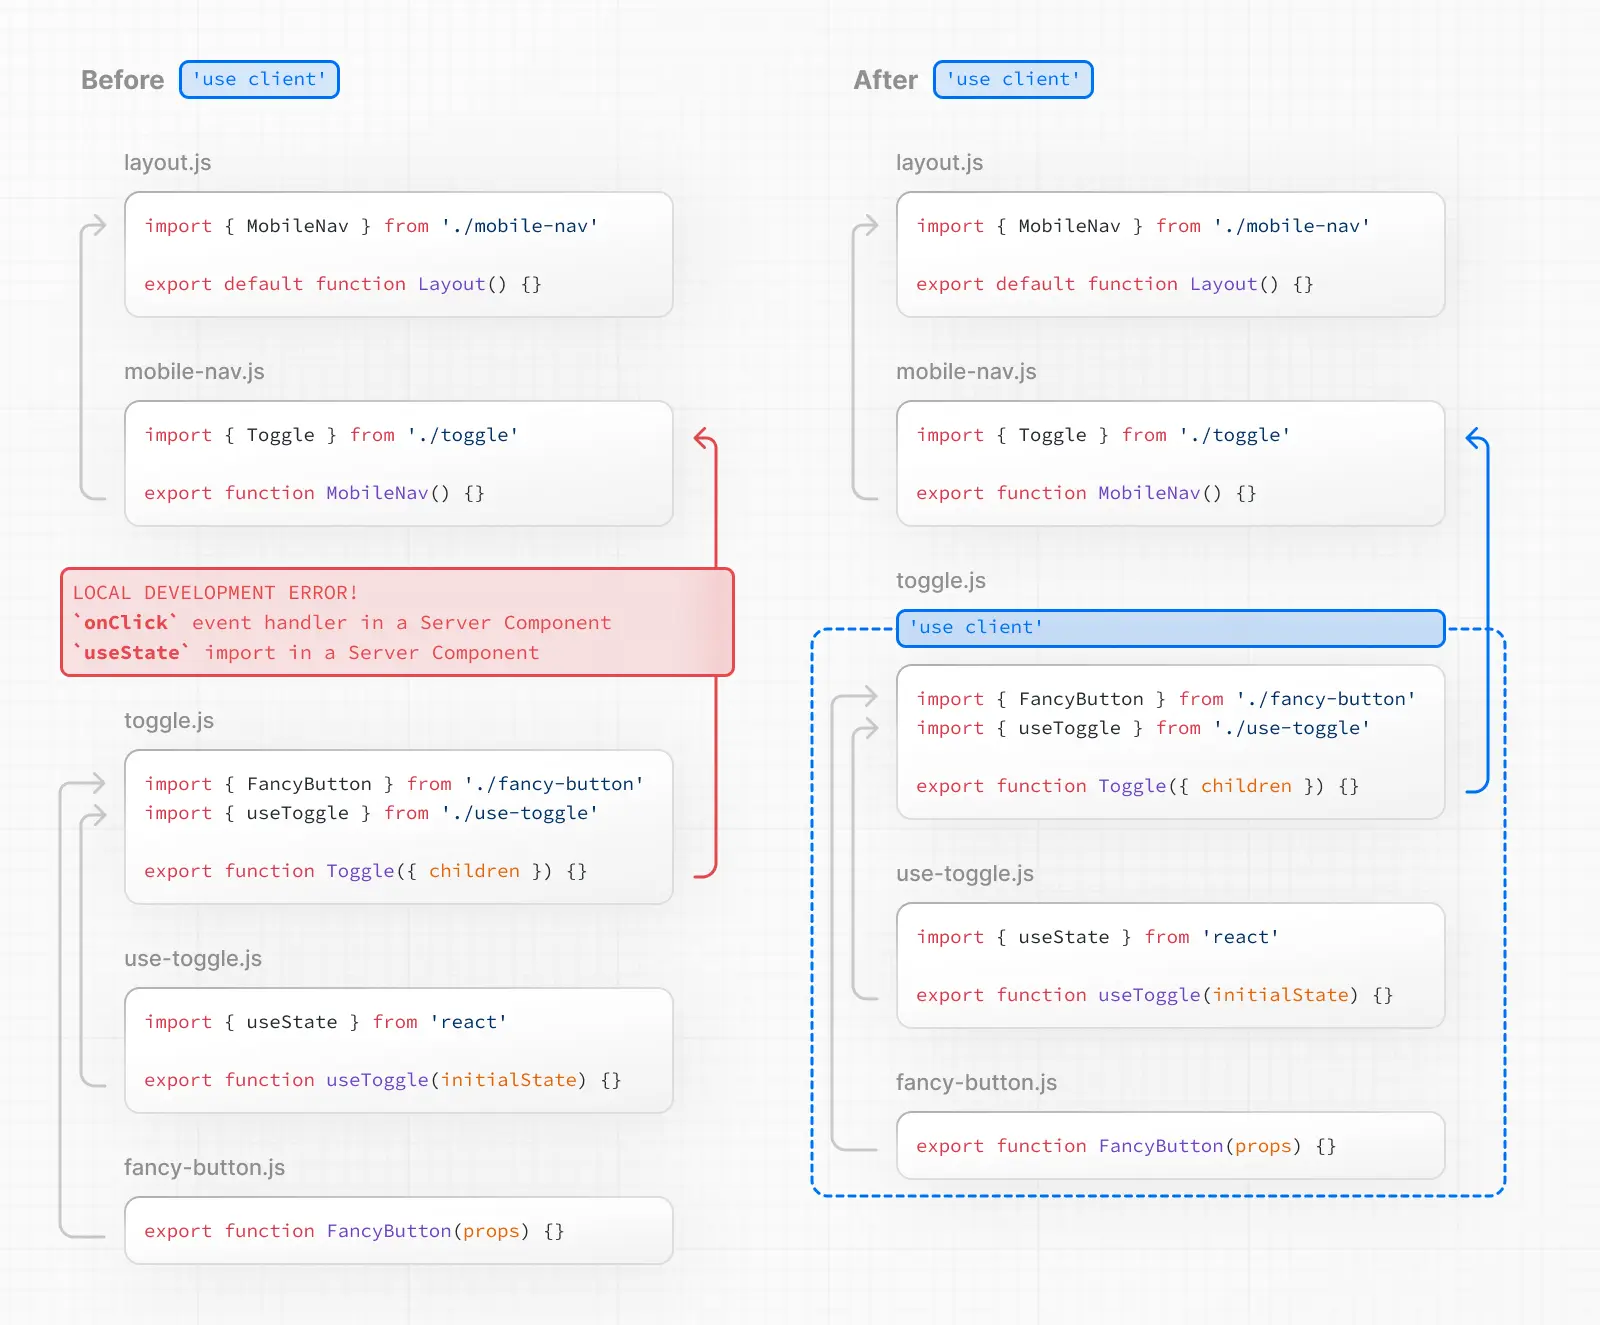 Before 'use client'
layout.js
import { MobileNav } from './mobile-nav'
export default function Layout() {}
mobile-nav.js
import { Toggle } from './toggle'
export function MobileNav() {}
LOCAL DEVELOPMENT ERROR!
`onClick` event handler in a Server Component
`useState` import in a Server Component
toggle.js
import { FancyButton } from './fancy-button'
import { useToggle } from './use-toggle'
export function Toggle({ children }) {}
use-toggle.js
import { useState } from 'react'
export function useToggle(initialState) {}
fancy-button.js
export function FancyButton(props) {}
After 'use client'
layout.js
import { MobileNav } from './mobile-nav'
export default function Layout() {}
mobile-nav.js
import { Toggle } from './toggle'
export function MobileNav() {}
toggle.js
'use client'
import { FancyButton } from './fancy-button'
import { useToggle } from './use-toggle'
export function Toggle({ children }) {}
use-toggle.js
import { useState } from 'react'
export function useToggle(initialState) {}
fancy-button.js
export function FancyButton(props) {}